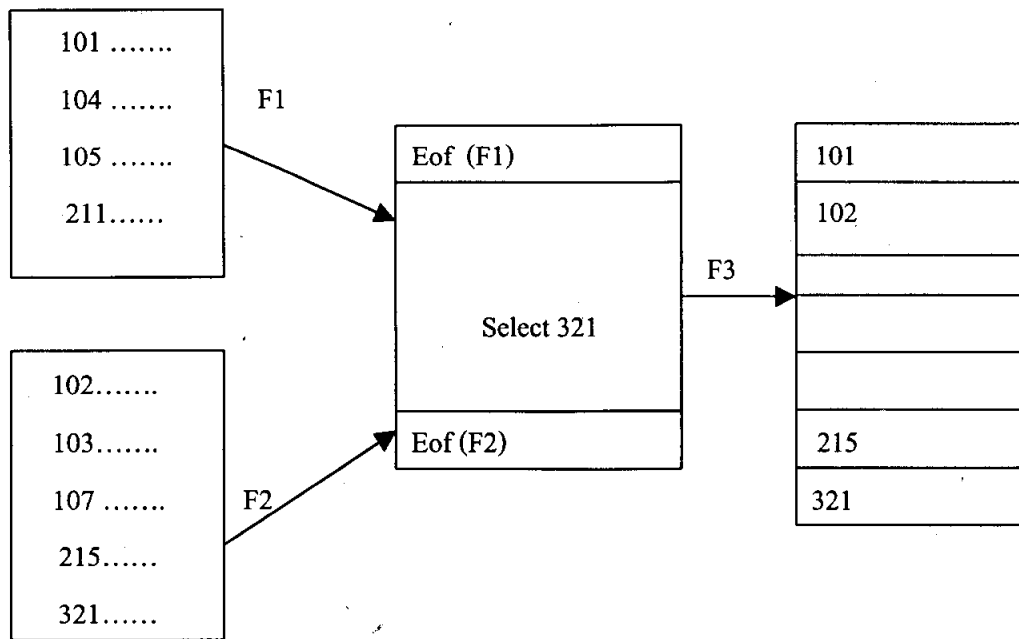 101 .......
104 .......
105 .......
211......
F1
102.......
103.......
107 .......
215......
321......
F2
Eof (F1)
Select 321
Eof (F2)
F3
101
102
215
321